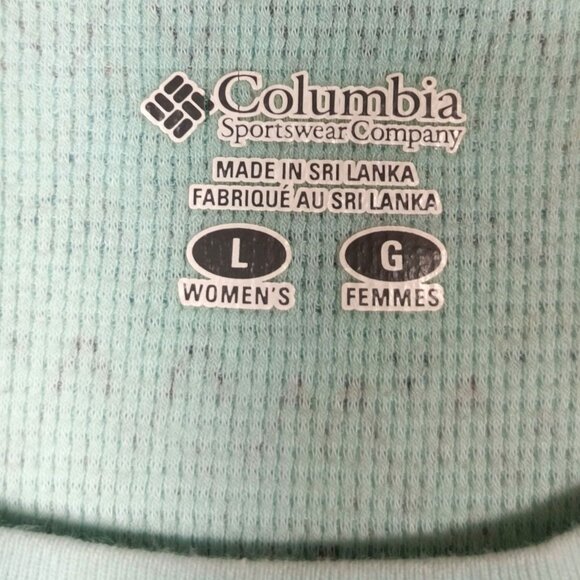 Columbia
Sportswear Company
MADE IN SRI LANKA
FABRIQUÉ AU SRI LANKA
L G
WOMEN'S FEMMES